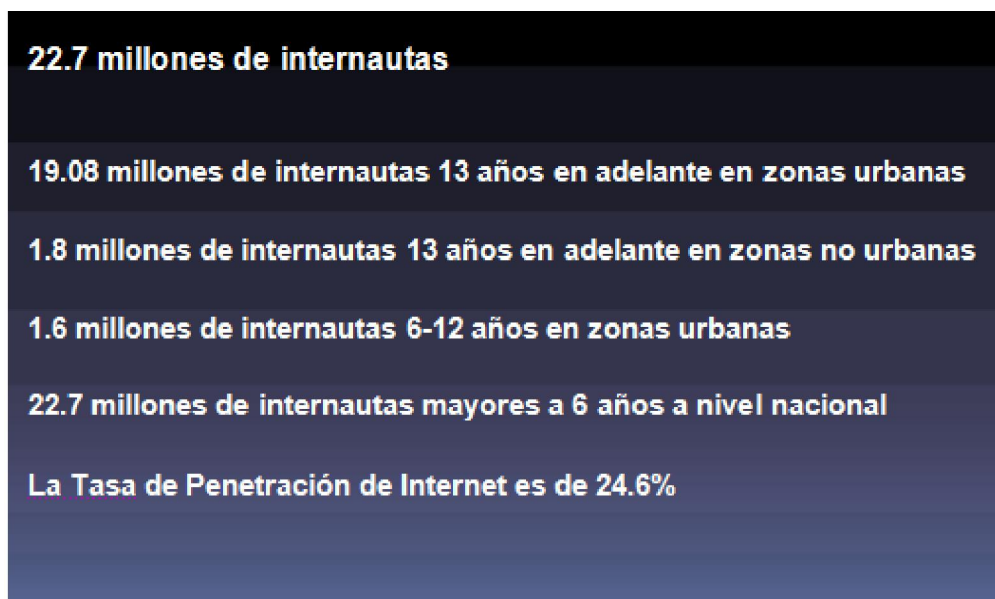 22.7 millones de internautas
19.08 millones de internautas 13 años en adelante en zonas urbanas
1.8 millones de internautas 13 años en adelante en zonas no urbanas
1.6 millones de internautas 6-12 años en zonas urbanas
22.7 millones de internautas mayores a 6 años a nivel nacional
La Tasa de Penetración de Internet es de 24.6%